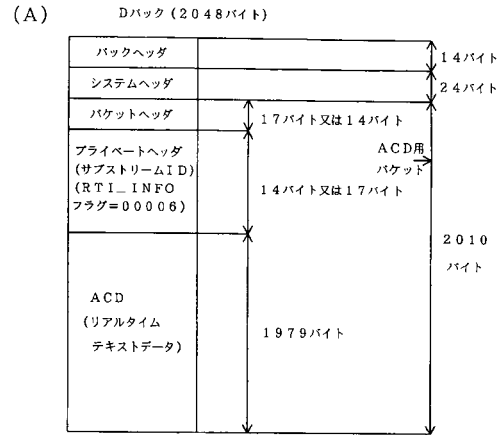 (A)
Dパック(2048バイト)
パックヘッダ
14バイト
システムヘッダ
24バイト
パケットヘッダ
17バイト又は14バイト
ACD用
パケット
プライベートヘッダ
(サブストリームID)
(RTI_INFO
フラグ=00006)
14バイト又は17バイト
2010
バイト
ACD
(リアルタイム
テキストデータ)
1979バイト